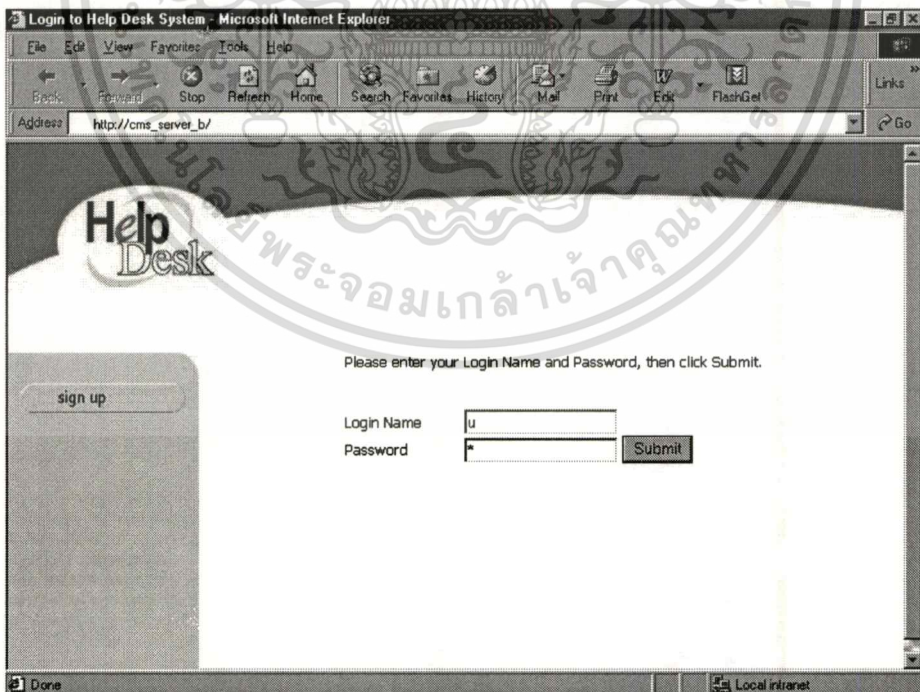 Login to Help Desk System - Microsoft Internet Explorer
File Edit View Favorites Tools Help
Back Forward Stop Refresh Home Search Favorites History Mail Print Edit FlashGet Links »
Address http://cms_server_b/ Go
Help
Desk
พระจอมเกล้าเจ้าคุณทหาร
Please enter your Login Name and Password, then click Submit.
sign up
Login Name u
Password * Submit
Done Local intranet